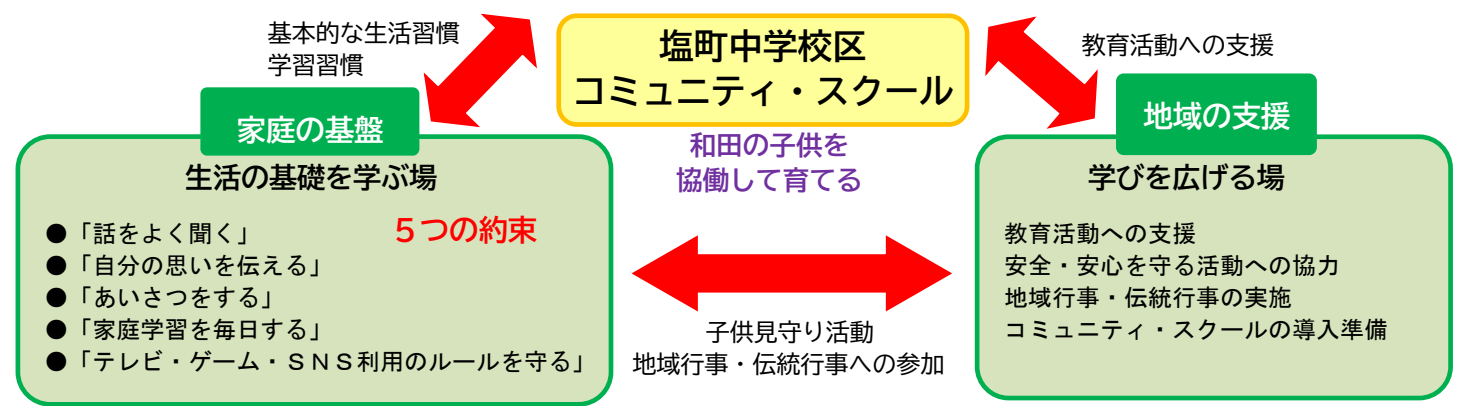 基本的な生活習慣
学習習慣
塩町中学校区
コミュニティ・スクール
教育活動への支援
家庭の基盤
地域の支援
和田の子供を
協働して育てる
生活の基礎を学ぶ場
５つの約束
●「話をよく聞く」
●「自分の思いを伝える」
●「あいさつをする」
●「家庭学習を毎日する」
●「テレビ・ゲーム・ＳＮＳ利用のルールを守る」
子供見守り活動
地域行事・伝統行事への参加
学びを広げる場
教育活動への支援
安全・安心を守る活動への協力
地域行事・伝統行事の実施
コミュニティ・スクールの導入準備